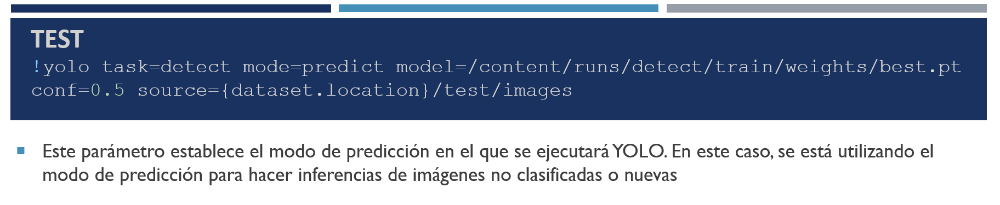 TEST
!yolo task=detect mode=predict model=/content/runs/detect/train/weights/best.pt
conf=0.5 source={dataset.location}/test/images
Este parámetro establece el modo de predicción en el que se ejecutará YOLO. En este caso, se está utilizando el
modo de predicción para hacer inferencias de imágenes no clasificadas o nuevas